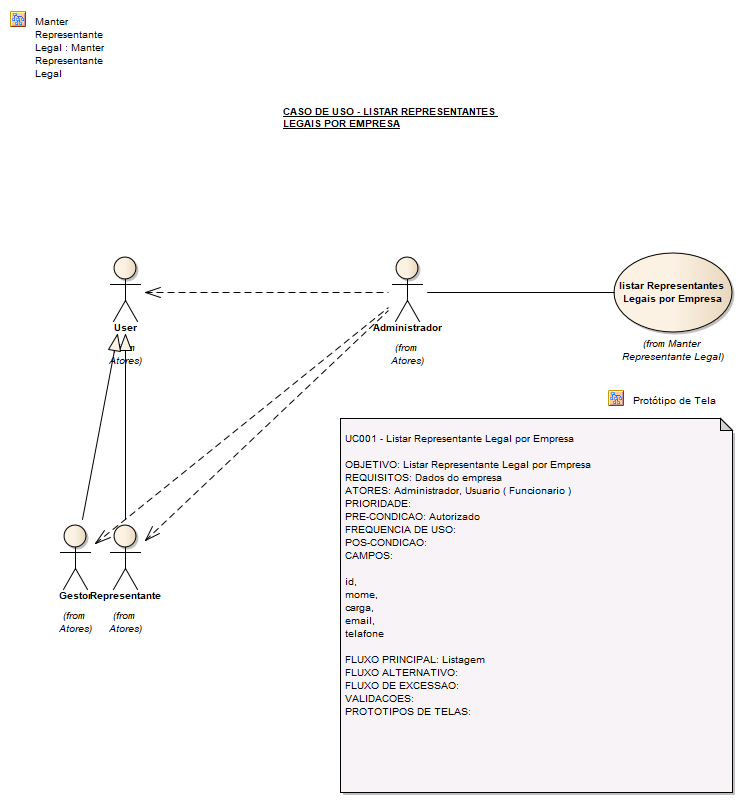 Manter
Representante
Legal : Manter
Representante
Legal
CASO DE USO - LISTAR REPRESENTANTES
LEGAIS POR EMPRESA
User
Atores)
Administrador
(from
Atores)
listar Representantes
Legais por Empresa
(from Manter
Representante Legal)
Protótipo de Tela
UC001 - Listar Representante Legal por Empresa
OBJETIVO: Listar Representante Legal por Empresa
REQUISITOS: Dados do empresa
ATORES: Administrador, Usuario ( Funcionario )
PRIORIDADE:
PRE-CONDICAO: Autorizado
FREQUENCIA DE USO:
POS-CONDICAO:
CAMPOS:
id,
mome,
carga,
email,
telafone
FLUXO PRINCIPAL: Listagem
FLUXO ALTERNATIVO:
FLUXO DE EXCESSAO:
VALIDACOES:
PROTOTIPOS DE TELAS:
Gestor
(from
Atores)
Representante
(from
Atores)